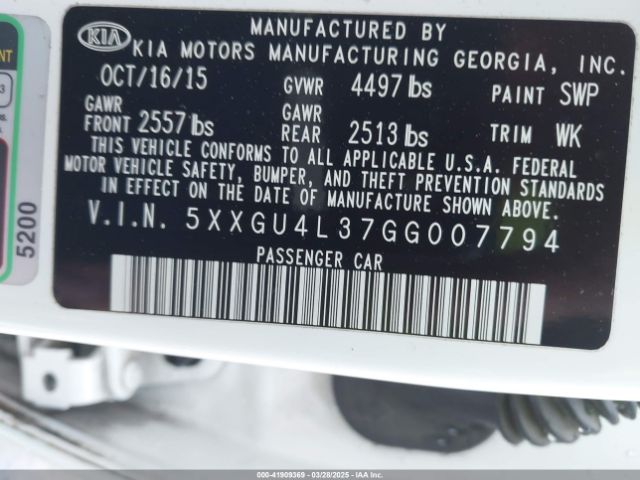 MANUFACTURED BY
KIA
KIA MOTORS MANUFACTURING GEORGIA, INC.
OCT/16/15 GVWR 4497 lbs PAINT SWP
GAWR FRONT 2557 lbs GAWR REAR 2513 lbs TRIM WK
THIS VEHICLE CONFORMS TO ALL APPLICABLE U.S.A. FEDERAL
MOTOR VEHICLE SAFETY, BUMPER, AND THEFT PREVENTION STANDARDS
IN EFFECT ON THE DATE OF MANUFACTURE SHOWN ABOVE.
V.I.N. 5XXGU4L37GG007794
PASSENGER CAR
5200
3
000-41909369 03/28/2025 IAA, Inc.